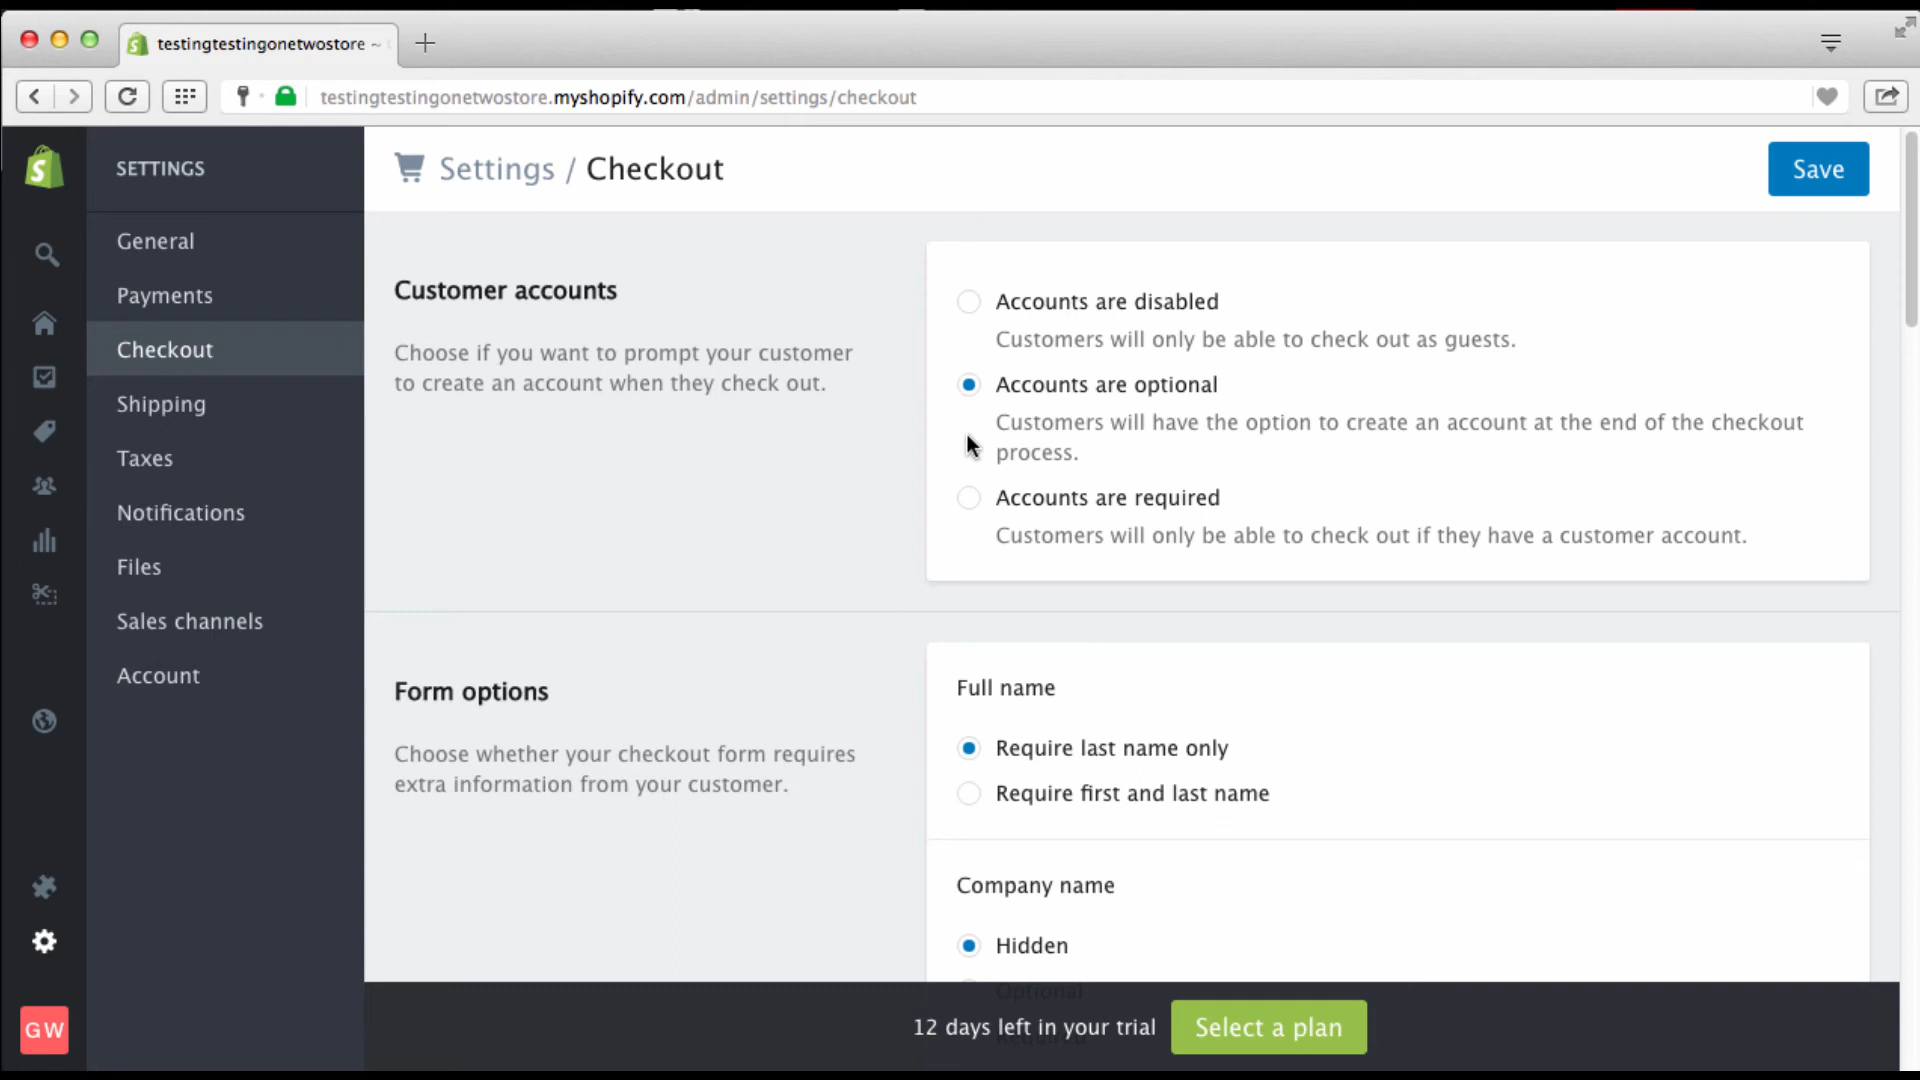 testingtestingonetwostore ~
testingtestingonetwostore.myshopify.com/admin/settings/checkout
SETTINGS
General
Payments
Checkout
Shipping
Taxes
Notifications
Files
Sales channels
Account
GW
Settings / Checkout
Save
Customer accounts
Choose if you want to prompt your customer
to create an account when they check out.
Accounts are disabled
Customers will only be able to check out as guests.
Accounts are optional
Customers will have the option to create an account at the end of the checkout
process.
Accounts are required
Customers will only be able to check out if they have a customer account.
Form options
Choose whether your checkout form requires
extra information from your customer.
Full name
Require last name only
Require first and last name
Company name
Hidden
Optional
12 days left in your trial
Select a plan
Required